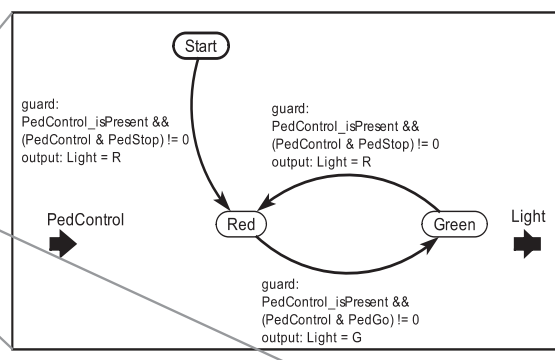 Start
guard:
PedControl_isPresent &&
(PedControl & PedStop) != 0
output: Light = R
guard:
PedControl_isPresent &&
(PedControl & PedStop) != 0
output: Light = R
PedControl
Red
Green
Light
guard:
PedControl_isPresent &&
(PedControl & PedGo) != 0
output: Light = G